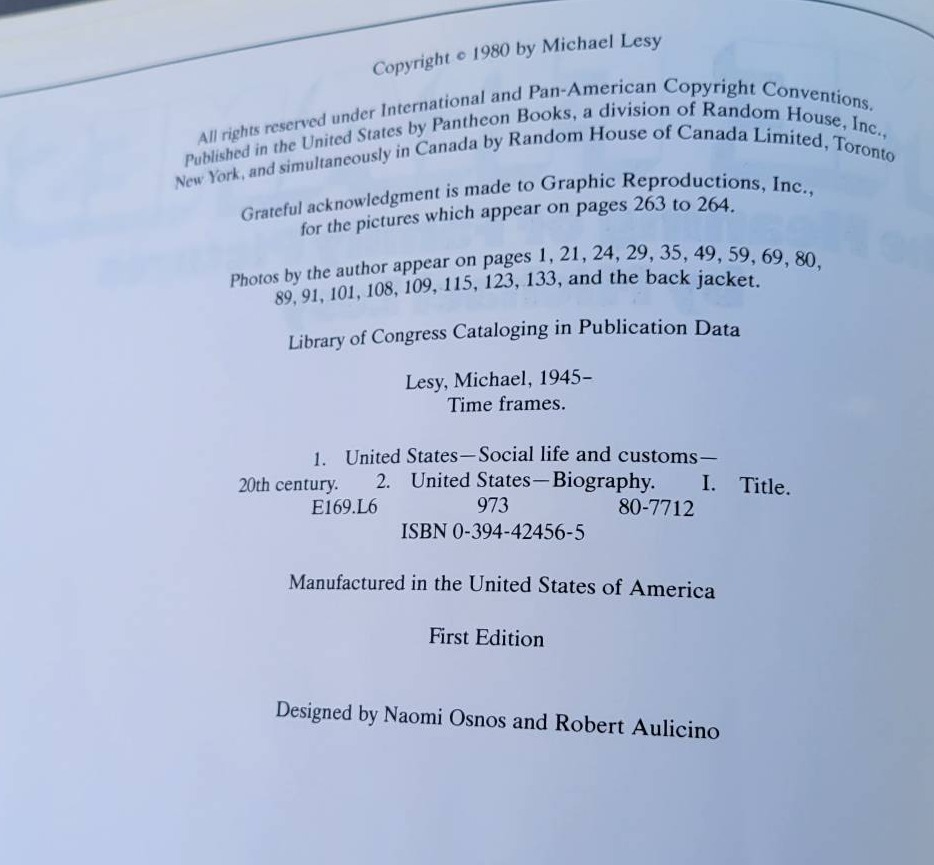 Copyright © 1980 by Michael Lesy
All rights reserved under International and Pan-American Copyright Conventions.
Published in the United States by Pantheon Books, a division of Random House, Inc.,
New York, and simultaneously in Canada by Random House of Canada Limited, Toronto
Grateful acknowledgment is made to Graphic Reproductions, Inc.,
for the pictures which appear on pages 263 to 264.
Photos by the author appear on pages 1, 21, 24, 29, 35, 49, 59, 69, 80,
89, 91, 101, 108, 109, 115, 123, 133, and the back jacket.
Library of Congress Cataloging in Publication Data
Lesy, Michael, 1945–
Time frames.
1. United States—Social life and customs—
20th century. 2. United States—Biography. I. Title.
E169.L6 973 80-7712
ISBN 0-394-42456-5
Manufactured in the United States of America
First Edition
Designed by Naomi Osnos and Robert Aulicino